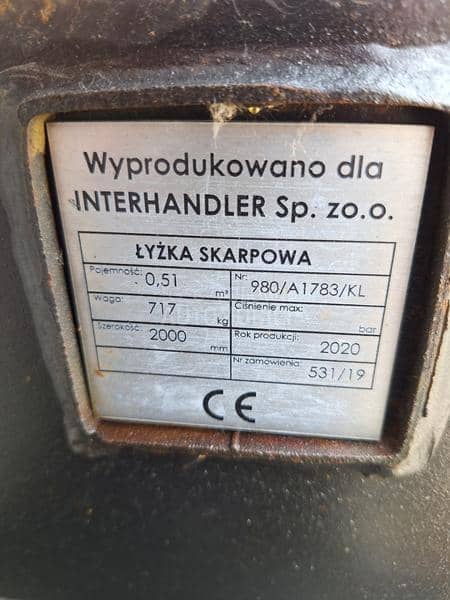 Wyprodukowano dla
INTERHANDLER Sp. zo.o.
ŁYŻKA SKARPOWA
Pojemność: 0,51 m³ Nr: 980/A1783/KL
Waga: 717 kg Ciśnienie max: bar
Szerokość: 2000 mm Rok produkcji: 2020
Nr zamówienia: 531/19
CE